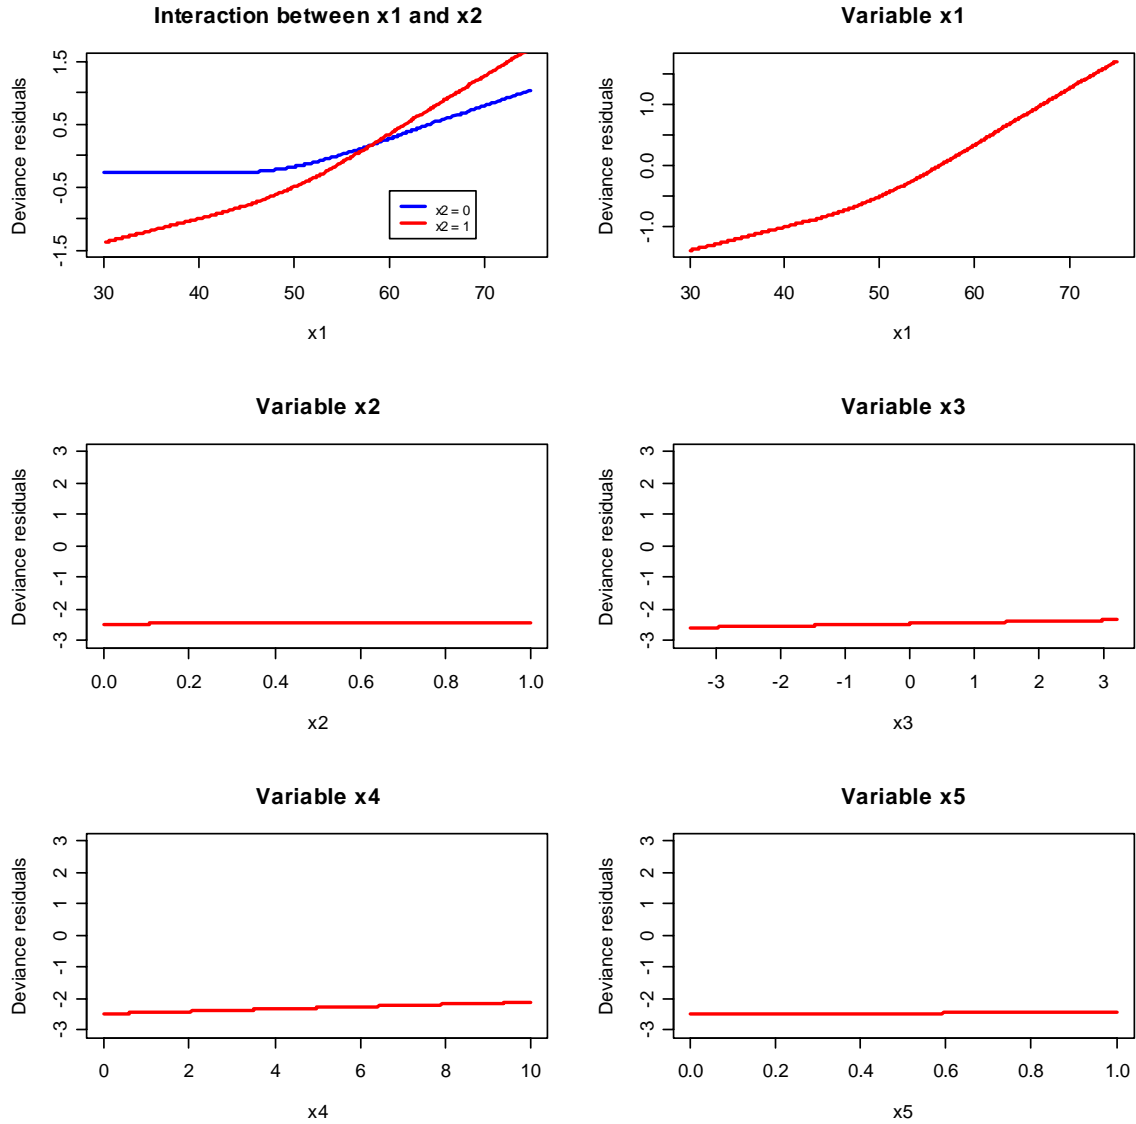 Interaction between x1 and x2
Deviance residuals
1.5
0.5
-0.5
-1.5
x2 = 0
x2 = 1
30 40 50 60 70
x1
Variable x1
Deviance residuals
1.0
0.0
-1.0
30 40 50 60 70
x1
Variable x2
Deviance residuals
3
2
1
0
-1
-2
-3
0.0 0.2 0.4 0.6 0.8 1.0
x2
Variable x3
Deviance residuals
3
2
1
0
-1
-2
-3
-3 -2 -1 0 1 2 3
x3
Variable x4
Deviance residuals
3
2
1
0
-1
-2
-3
0 2 4 6 8 10
x4
Variable x5
Deviance residuals
3
2
1
0
-1
-2
-3
0.0 0.2 0.4 0.6 0.8 1.0
x5